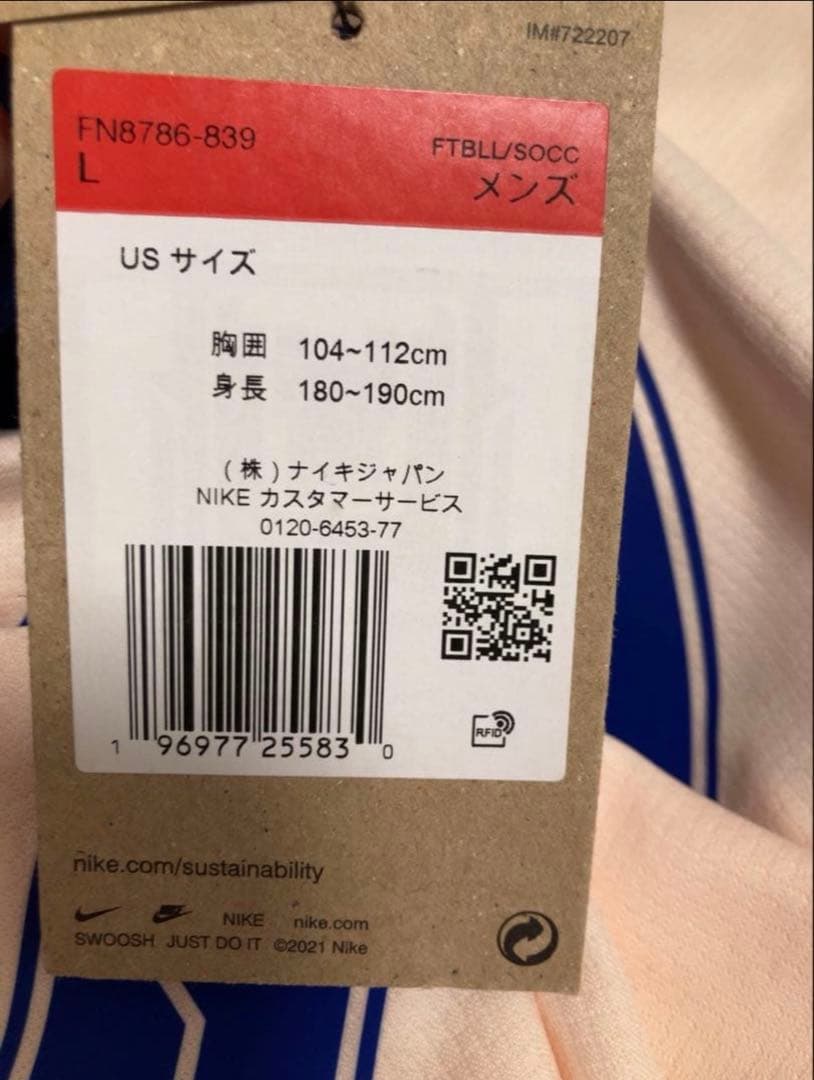 IM#722207
FN8786-839
L
FTBLL/SOCC
メンズ
US サイズ
胸囲 104~112cm
身長 180~190cm
(株)ナイキジャパン
NIKE カスタマーサービス
0120-6453-77
1 96977 25583 0
RFID
nike.com/sustainability
NIKE nike.com
SWOOSH JUST DO IT ©2021 Nike